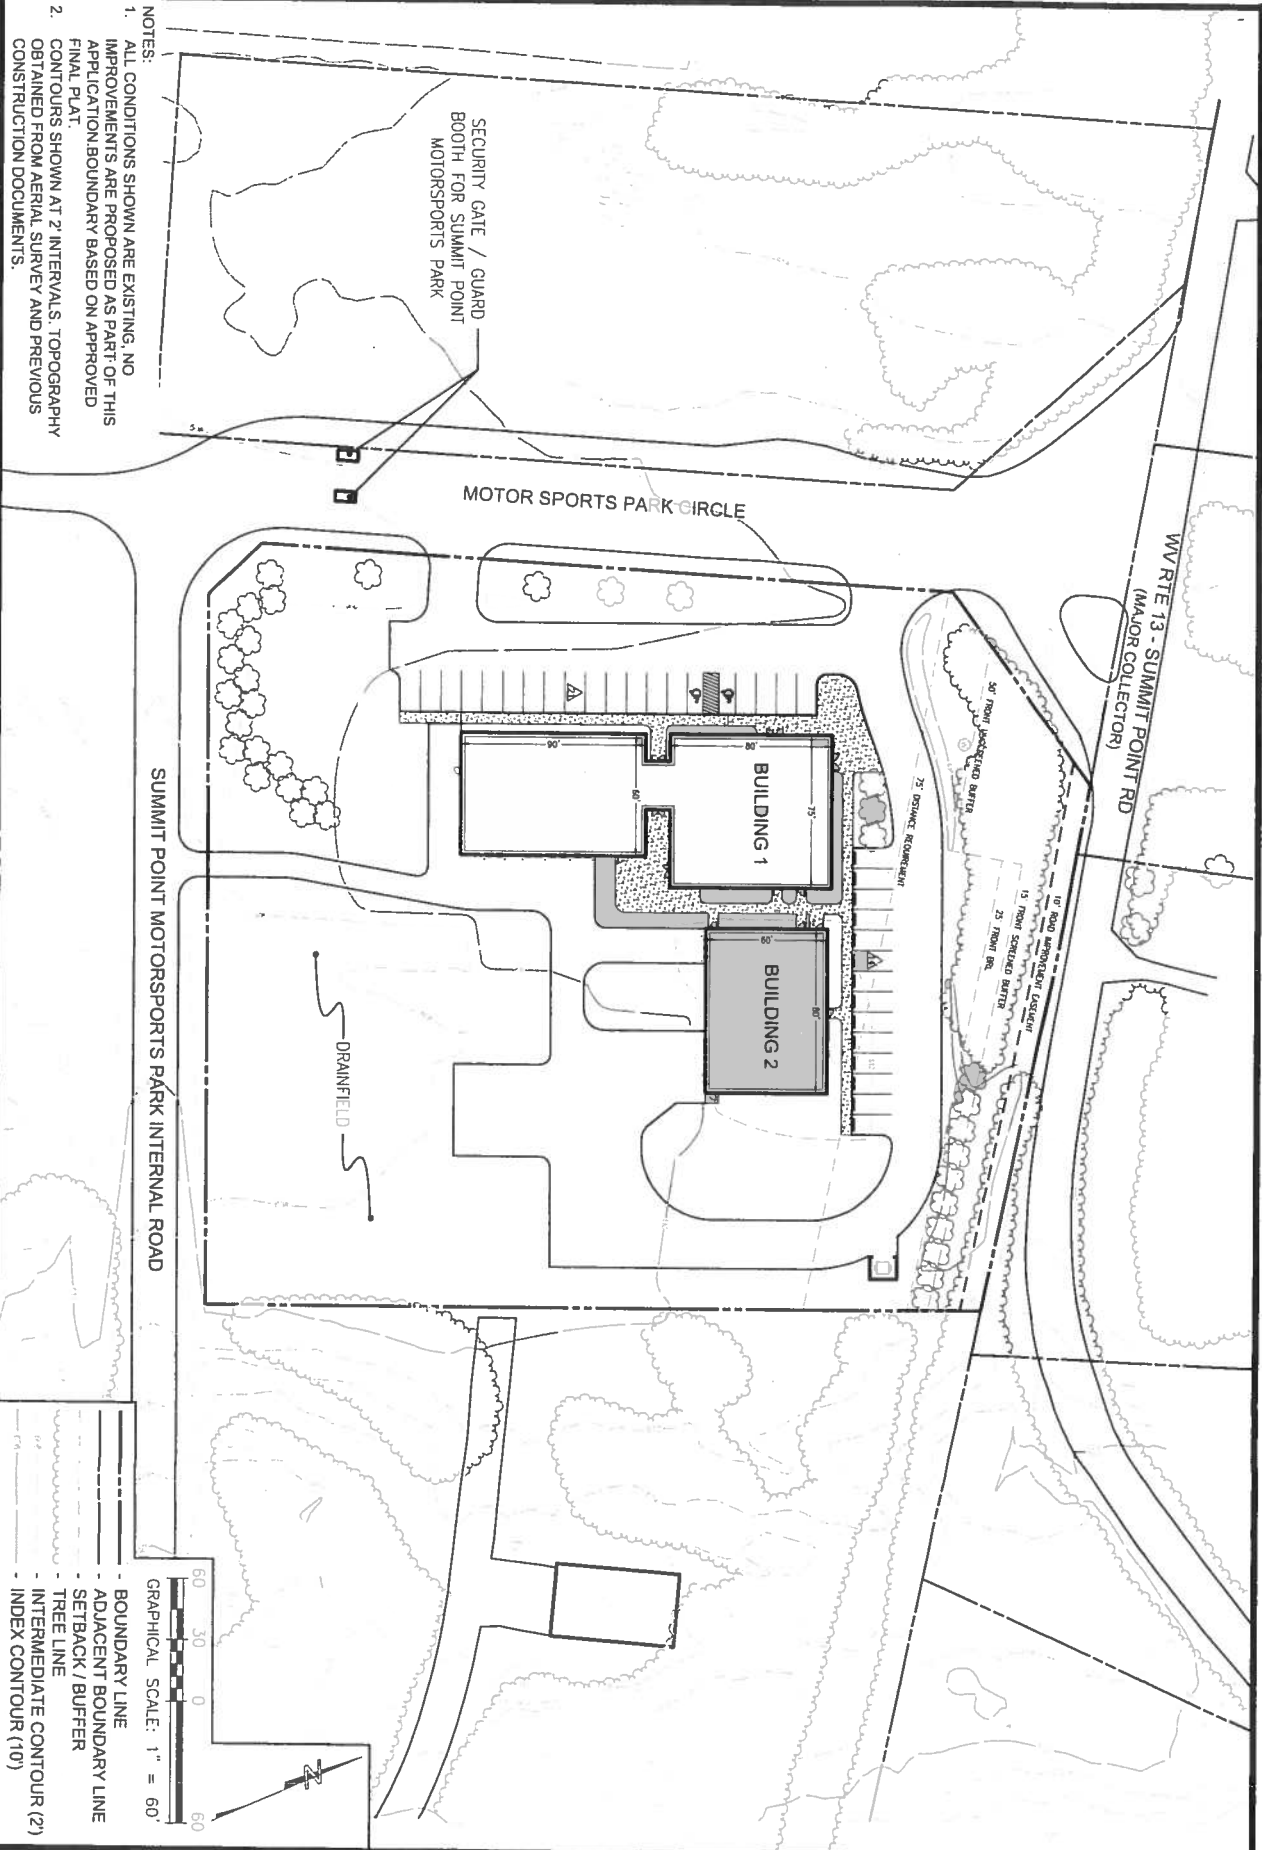 WV RTE 13 - SUMMIT POINT RD
(MAJOR COLLECTOR)
SECURITY GATE / GUARD
BOOTH FOR SUMMIT POINT
MOTORSPORTS PARK
MOTOR SPORTS PARK CIRCLE
10' ROAD IMPROVEMENT EASEMENT
15' FRONT SCREENED BUFFER
25' FRONT BRL
50' FRONT UNSCREENED BUFFER
75' DISTANCE REQUIREMENT
BUILDING 1
80'
75'
90'
60'
BUILDING 2
60'
80'
DRAINFIELD
SUMMIT POINT MOTORSPORTS PARK INTERNAL ROAD
NOTES:
1. ALL CONDITIONS SHOWN ARE EXISTING, NO
IMPROVEMENTS ARE PROPOSED AS PART OF THIS
APPLICATION.BOUNDARY BASED ON APPROVED
FINAL PLAT.
2. CONTOURS SHOWN AT 2' INTERVALS. TOPOGRAPHY
OBTAINED FROM AERIAL SURVEY AND PREVIOUS
CONSTRUCTION DOCUMENTS.
N
60 30 0 60
GRAPHICAL SCALE: 1" = 60'
- BOUNDARY LINE
- ADJACENT BOUNDARY LINE
- SETBACK / BUFFER
- TREE LINE
- INTERMEDIATE CONTOUR (2')
- INDEX CONTOUR (10')